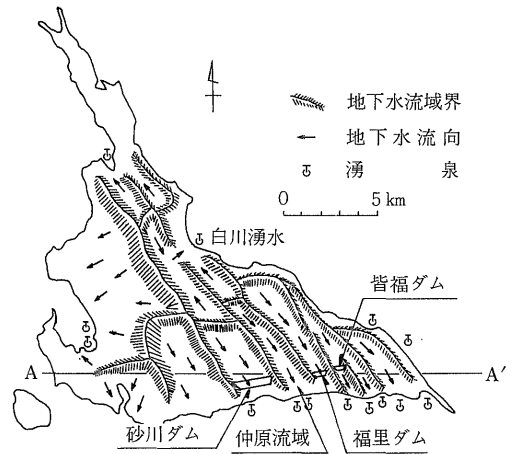 地下水流域界
地下水流向
湧泉
0 5 km
白川湧水
皆福ダム
A A′
砂川ダム 仲原流域 福里ダム